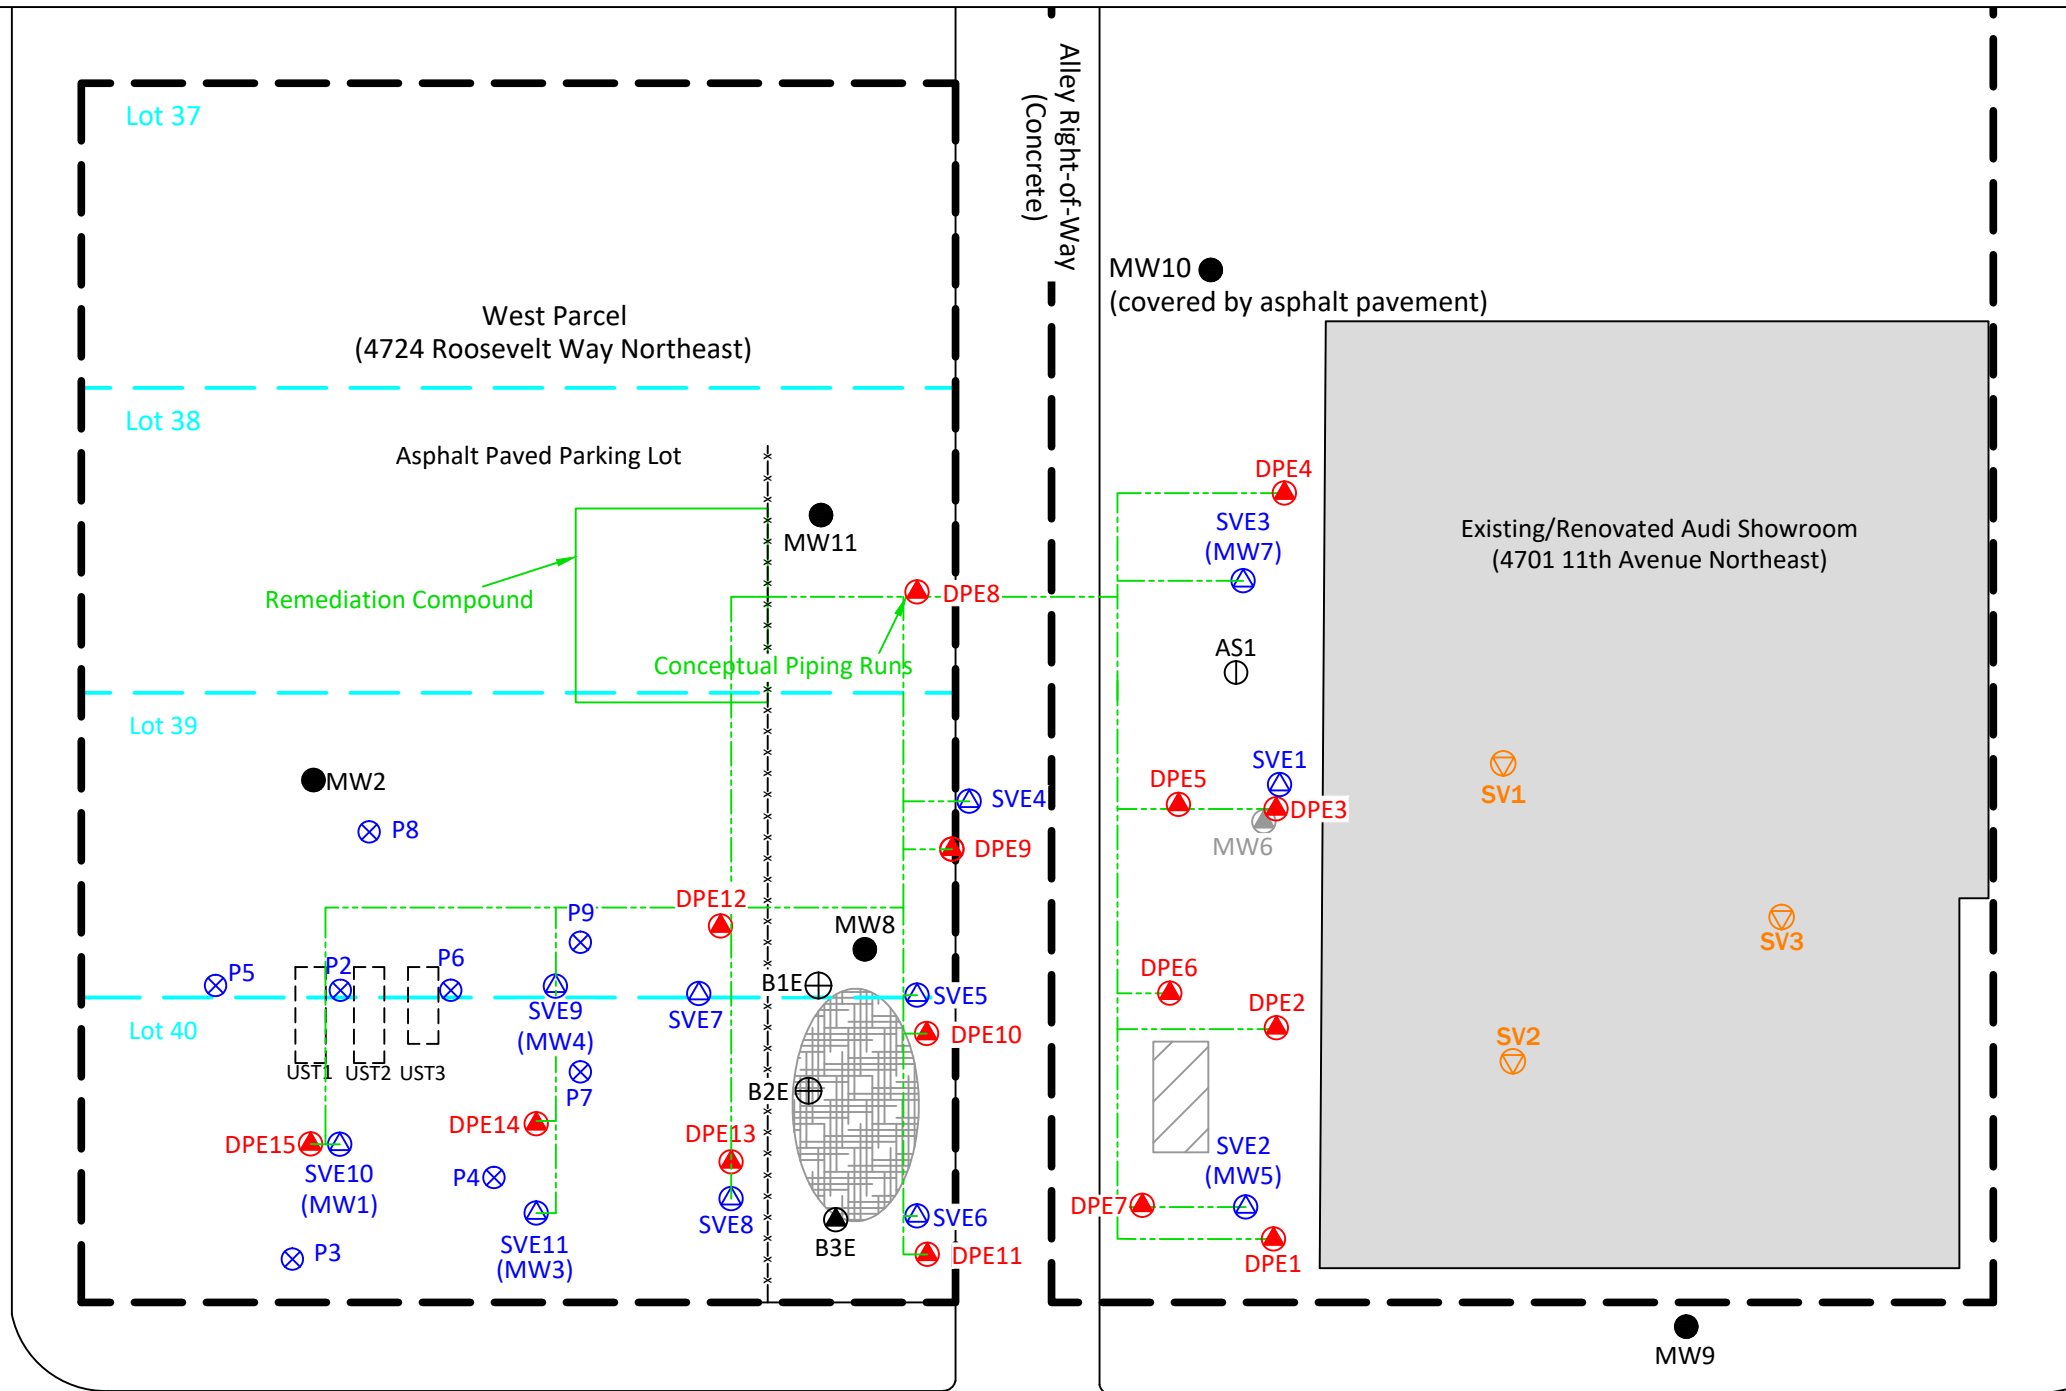 Lot 37
Alley Right-of-Way
(Concrete)
MW10
(covered by asphalt pavement)
West Parcel
(4724 Roosevelt Way Northeast)
Lot 38
Asphalt Paved Parking Lot
DPE4
SVE3
(MW7)
Existing/Renovated Audi Showroom
(4701 11th Avenue Northeast)
MW11
Remediation Compound
DPE8
Conceptual Piping Runs
AS1
Lot 39
MW2
SVE1
DPE5
DPE3
SV1
SVE4
P8
MW6
DPE9
DPE12
P9
MW8
SV3
P5
P2
P6
B1E
DPE6
SVE5
SVE9
(MW4)
SVE7
DPE2
Lot 40
DPE10
SV2
UST1
UST2
UST3
P7
B2E
DPE14
DPE13
DPE15
SVE10
(MW1)
P4
SVE2
(MW5)
DPE7
SVE8
SVE6
B3E
SVE11
(MW3)
P3
DPE11
DPE1
MW9